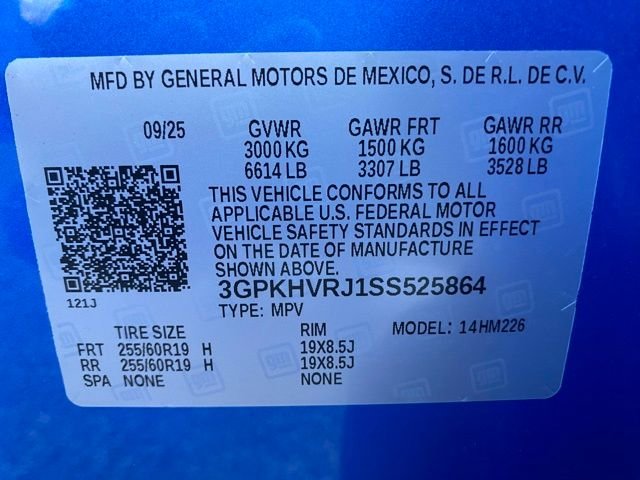 MFD BY GENERAL MOTORS DE MEXICO, S. DE R.L. DE C.V.
09/25 GVWR GAWR FRT GAWR RR
3000 KG 1500 KG 1600 KG
6614 LB 3307 LB 3528 LB
THIS VEHICLE CONFORMS TO ALL
APPLICABLE U.S. FEDERAL MOTOR
VEHICLE SAFETY STANDARDS IN EFFECT
ON THE DATE OF MANUFACTURE
SHOWN ABOVE.
3GPKHVRJ1SS525864
121J
TYPE: MPV
TIRE SIZE RIM MODEL: 14HM226
FRT 255/60R19 H 19X8.5J
RR 255/60R19 H 19X8.5J
SPA NONE NONE